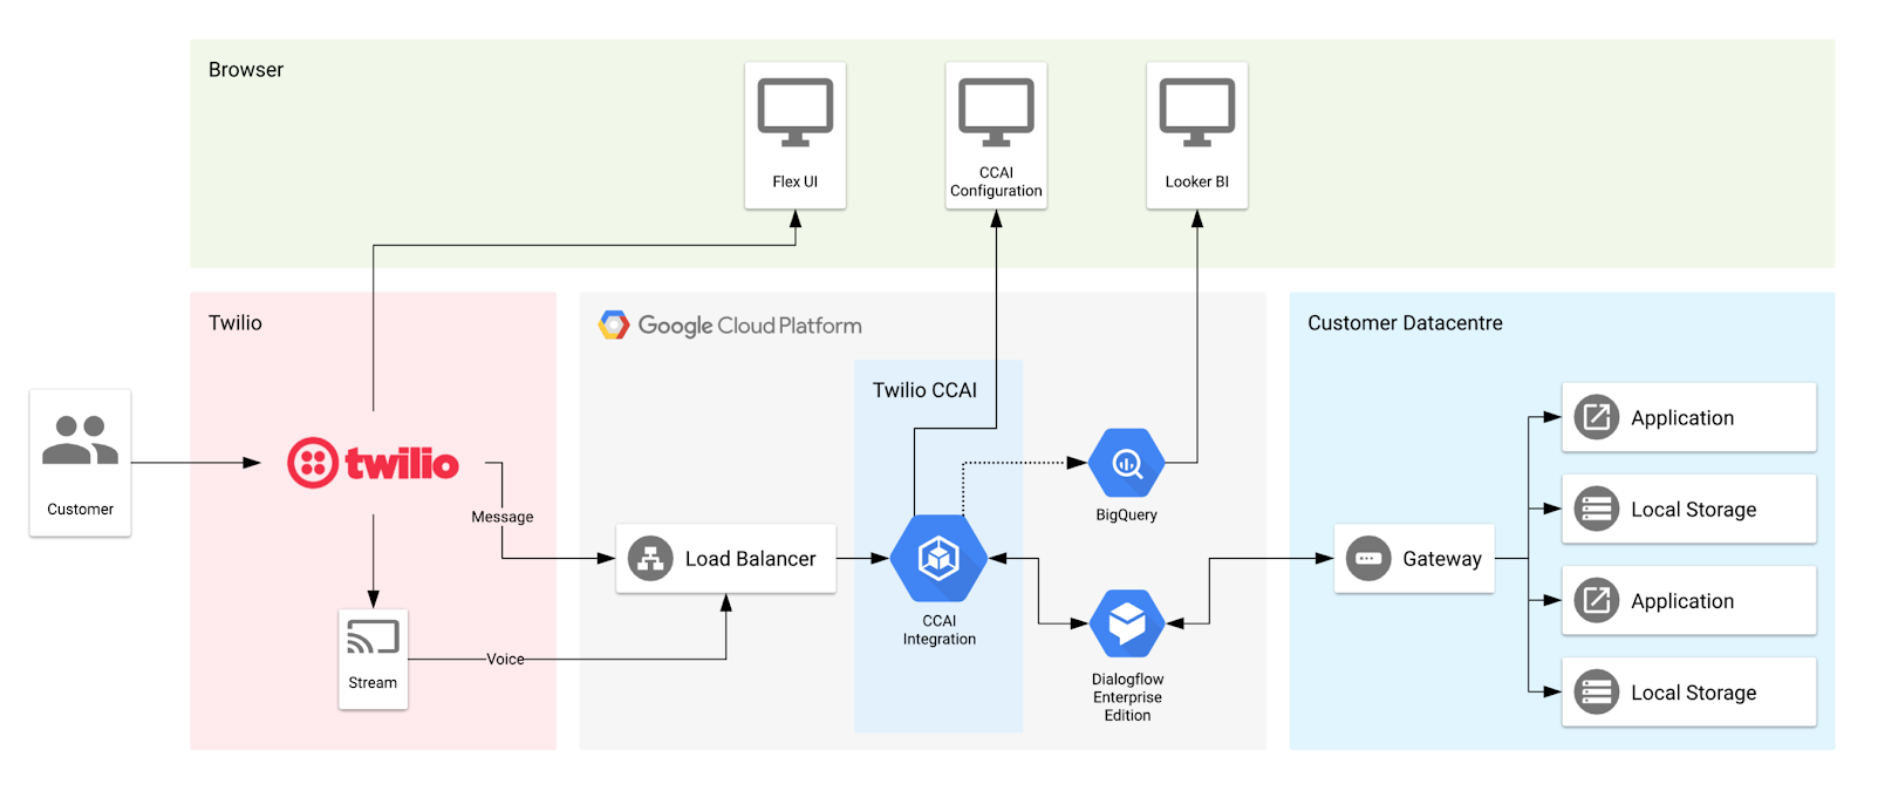 Browser
Flex UI
CCAI
Configuration
Looker BI
Twilio
Google Cloud Platform
Customer Datacentre
Twilio CCAI
Customer
twilio
Message
Stream
Voice
Load Balancer
CCAI
Integration
BigQuery
Dialogflow
Enterprise
Edition
Gateway
Application
Local Storage
Application
Local Storage